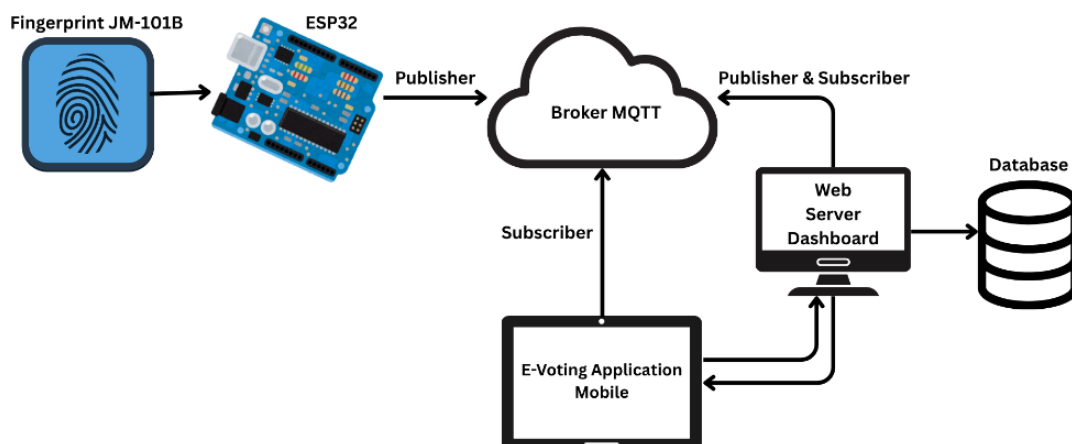 Fingerprint JM-101B
ESP32
Publisher
Broker MQTT
Publisher & Subscriber
Database
Web
Server
Dashboard
Subscriber
E-Voting Application
Mobile